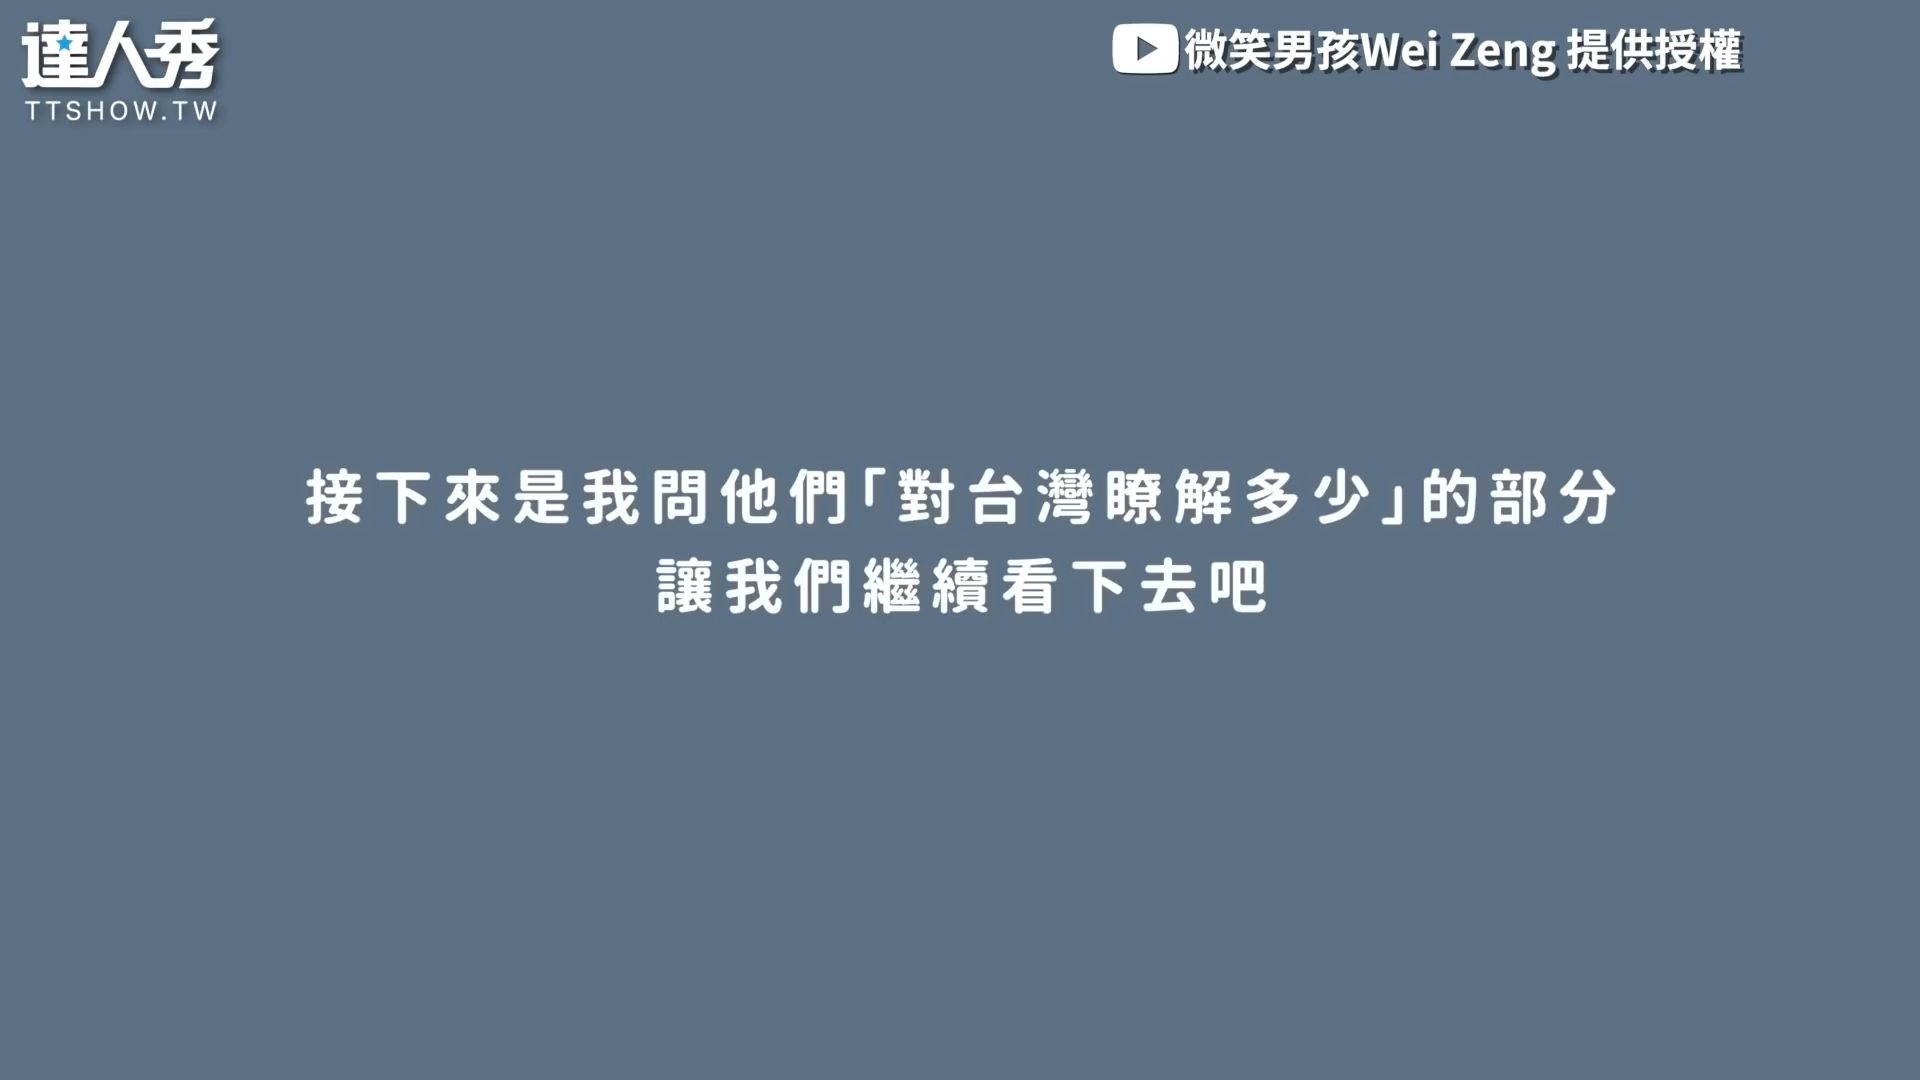 達人秀
TTSHOW.TW
微笑男孩Wei Zeng 提供授權
接下來是我問他們「對台灣瞭解多少」的部分
讓我們繼續看下去吧